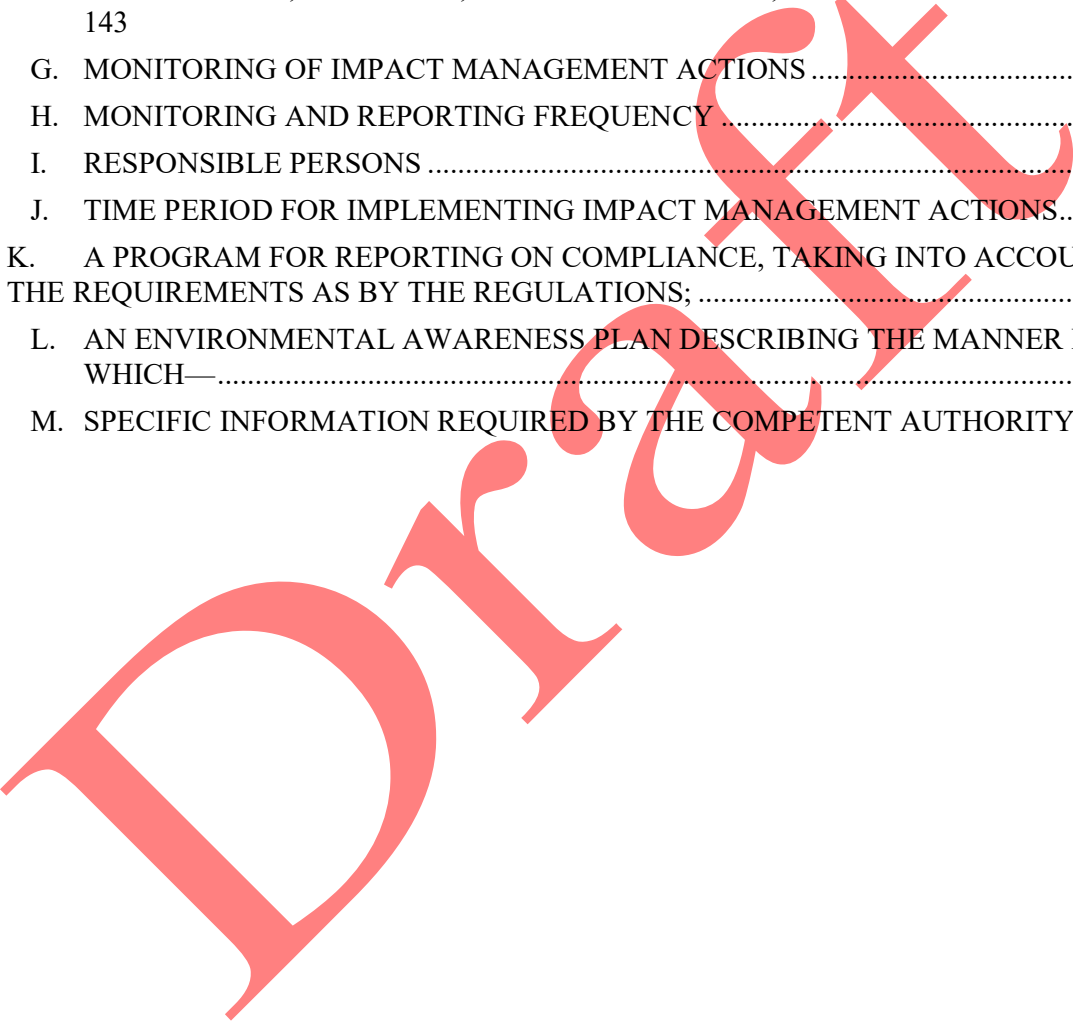 143
G. MONITORING OF IMPACT MANAGEMENT ACTIONS ................................
H. MONITORING AND REPORTING FREQUENCY ................................
I. RESPONSIBLE PERSONS ................................
J. TIME PERIOD FOR IMPLEMENTING IMPACT MANAGEMENT ACTIONS..
K. A PROGRAM FOR REPORTING ON COMPLIANCE, TAKING INTO ACCOU
THE REQUIREMENTS AS BY THE REGULATIONS; ................................
L. AN ENVIRONMENTAL AWARENESS PLAN DESCRIBING THE MANNER
WHICH—................................
M. SPECIFIC INFORMATION REQUIRED BY THE COMPETENT AUTHORITY
Draft